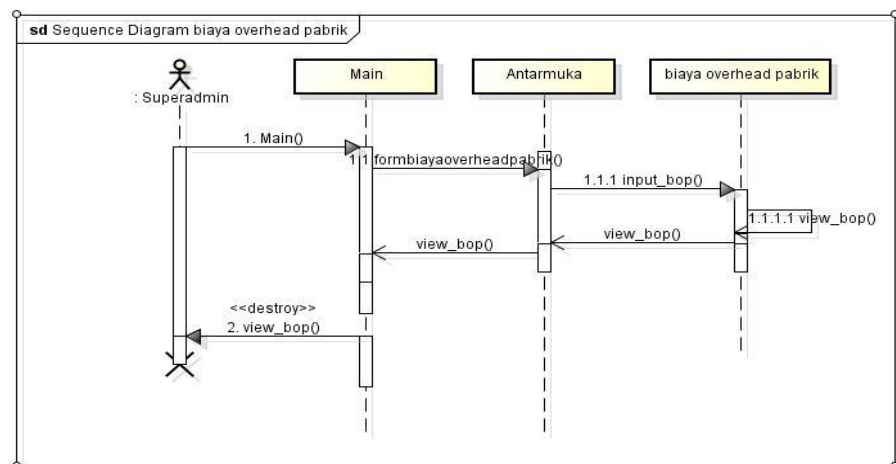 sd Sequence Diagram biaya overhead pabrik
: Superadmin
Main
Antarmuka
biaya overhead pabrik
1. Main()
1.1 formbiayaoverheadpabrik()
1.1.1 input_bop()
1.1.1.1 view_bop()
view_bop()
view_bop()
<<destroy>>
2. view_bop()